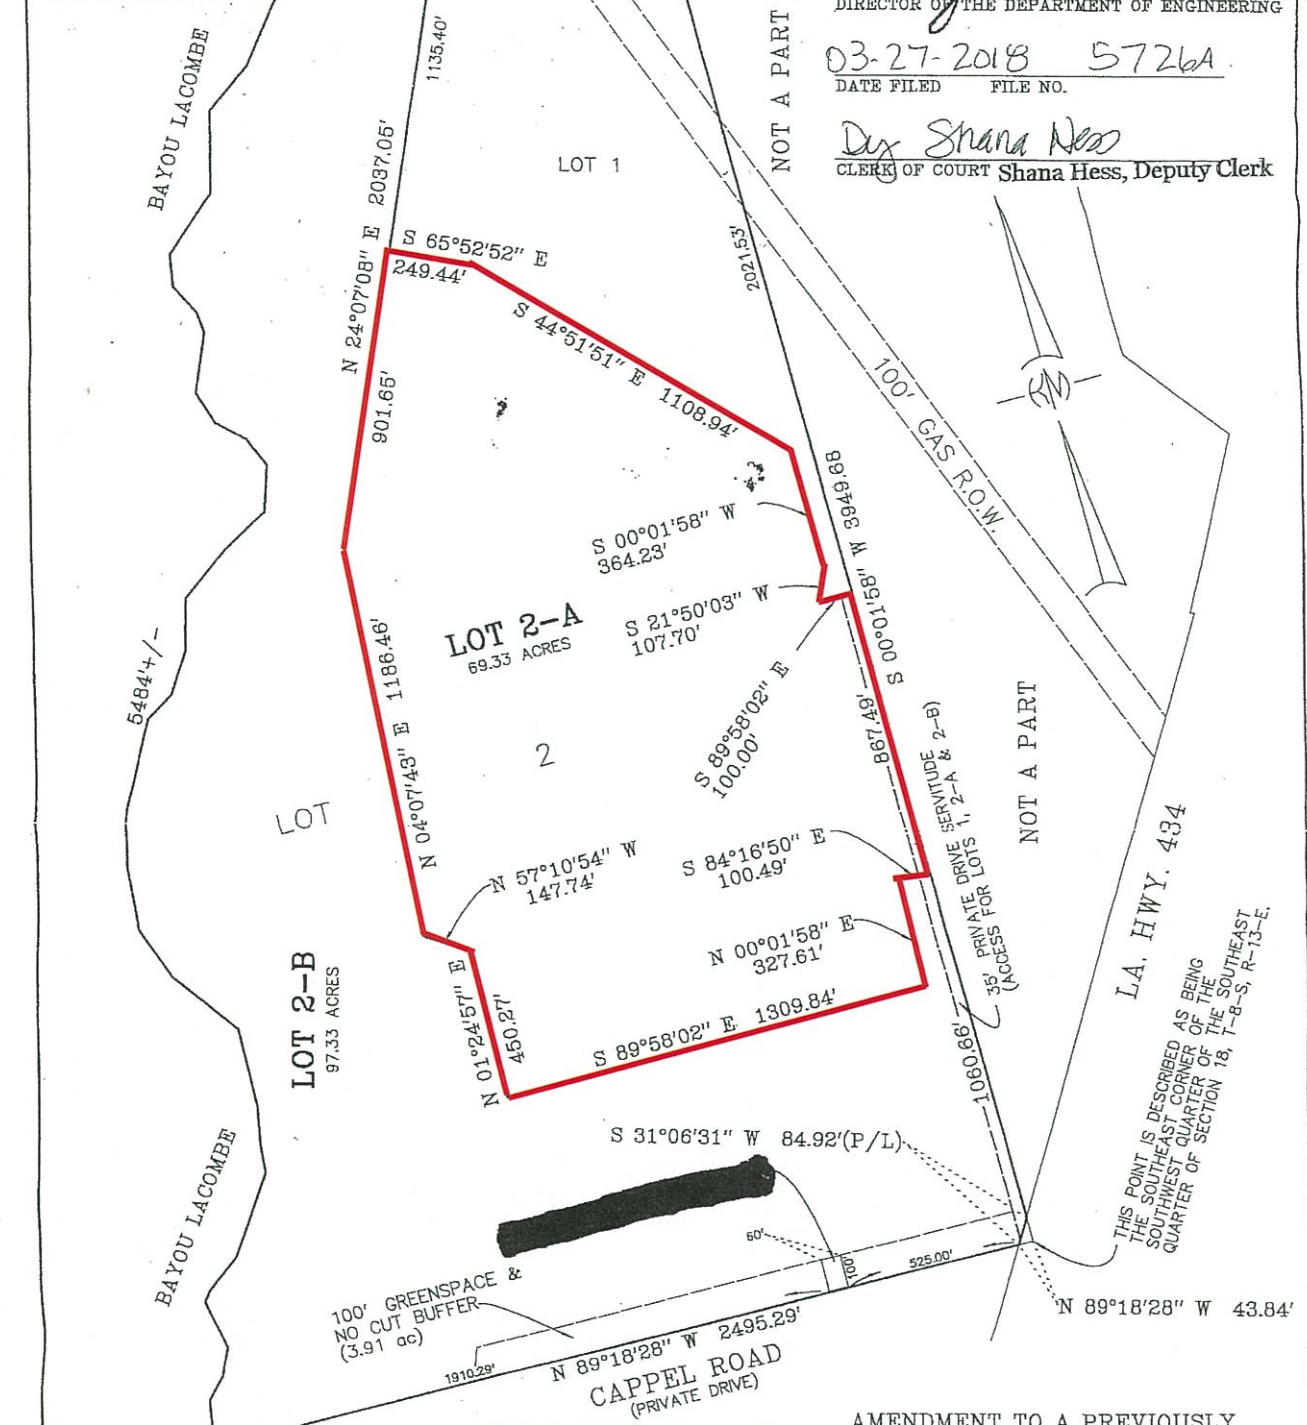 DIRECTOR OF THE DEPARTMENT OF ENGINEERING
03-27-2018 5726A
DATE FILED FILE NO.
Dy Shana Ness
CLERK OF COURT Shana Hess, Deputy Clerk
BAYOU LACOMBE
1135.40'
NOT A PART
LOT 1
N 24°07'08" E 2037.05'
S 65°52'52" E
249.44'
2021.53'
S 44°51'51" E 1108.94'
901.65'
100' GAS R.O.W.
S 00°01'58" W 3949.68
S 00°01'58" W
364.23'
S 21°50'03" W
107.70'
LOT 2-A
69.33 ACRES
5484'+/-
N 04°07'43" E 1186.46'
S 89°58'02" E
100.00'
867.49'
NOT A PART
2
LOT
35' PRIVATE DRIVE SERVITUDE
(ACCESS FOR LOTS 1, 2-A & 2-B)
S 84°16'50" E
100.49'
N 57°10'54" W
147.74'
LA. HWY. 434
N 00°01'58" E
327.61'
LOT 2-B
97.33 ACRES
N 01°24'57" E
450.27'
S 89°58'02" E 1309.84'
1060.66'
THIS POINT IS DESCRIBED AS BEING
THE SOUTHEAST CORNER OF THE
SOUTHWEST QUARTER OF THE SOUTHEAST
QUARTER OF SECTION 18, T-8-S, R-13-E.
S 31°06'31" W 84.92'(P/L)
BAYOU LACOMBE
60'
100'
525.00'
100' GREENSPACE &
NO CUT BUFFER
(3.91 ac)
N 89°18'28" W 43.84'
1910.29'
N 89°18'28" W 2495.29'
CAPPEL ROAD
(PRIVATE DRIVE)
AMENDMENT TO A PREVIOUSLY